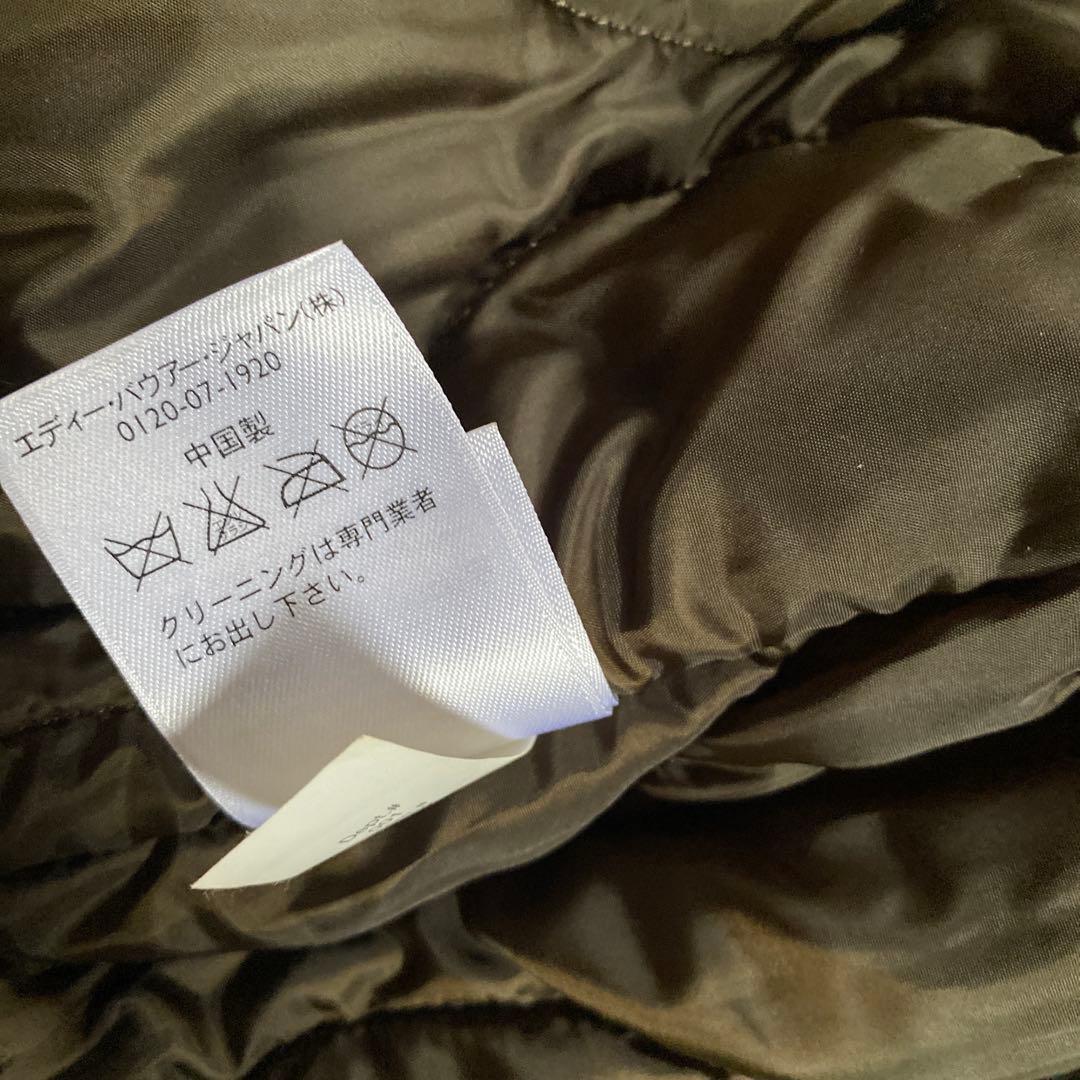 エディー・バウアー・ジャパン(株)
0120-07-1920
中国製
クリーニングは専門業者
にお出し下さい。
Dept.#